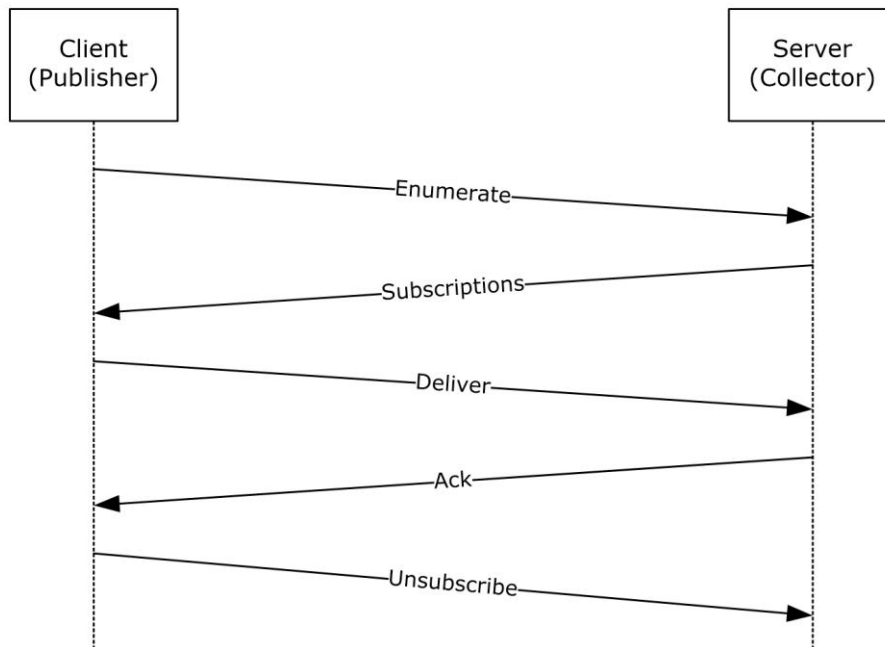 Client
(Publisher)
Server
(Collector)
Enumerate
Subscriptions
Deliver
Ack
Unsubscribe